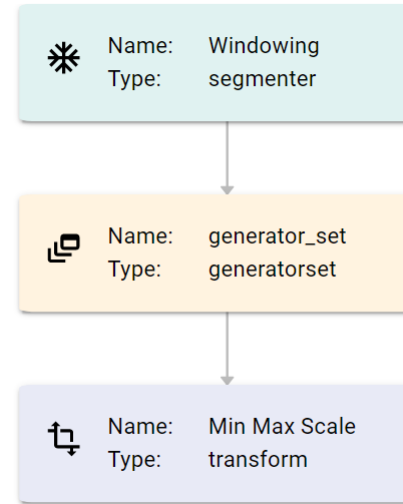 Name: Windowing
Type: segmenter
Name: generator_set
Type: generatorset
Name: Min Max Scale
Type: transform